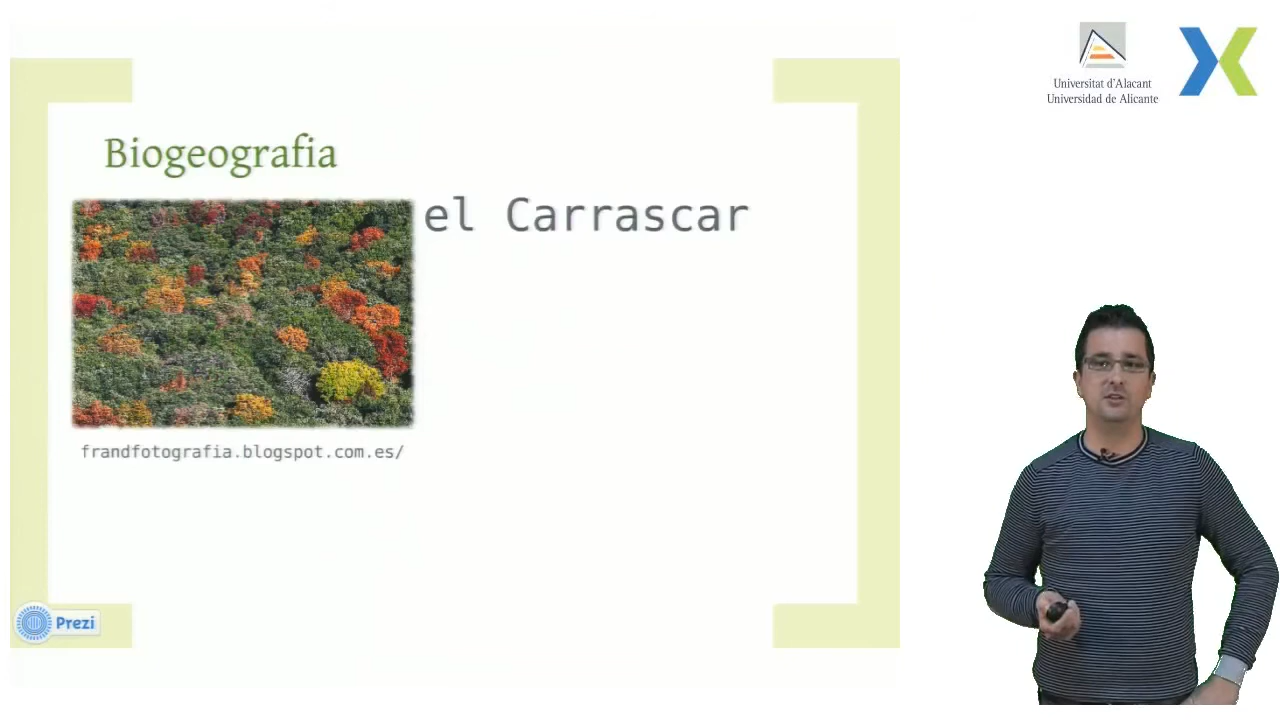 Universitat d'Alacant
Universidad de Alicante
Biogeografia
el Carrascar
frandfotografia.blogspot.com.es/
Prezi